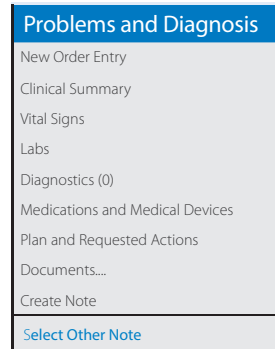 Problems and Diagnosis
New Order Entry
Clinical Summary
Vital Signs
Labs
Diagnostics (0)
Medications and Medical Devices
Plan and Requested Actions
Documents....
Create Note
Select Other Note